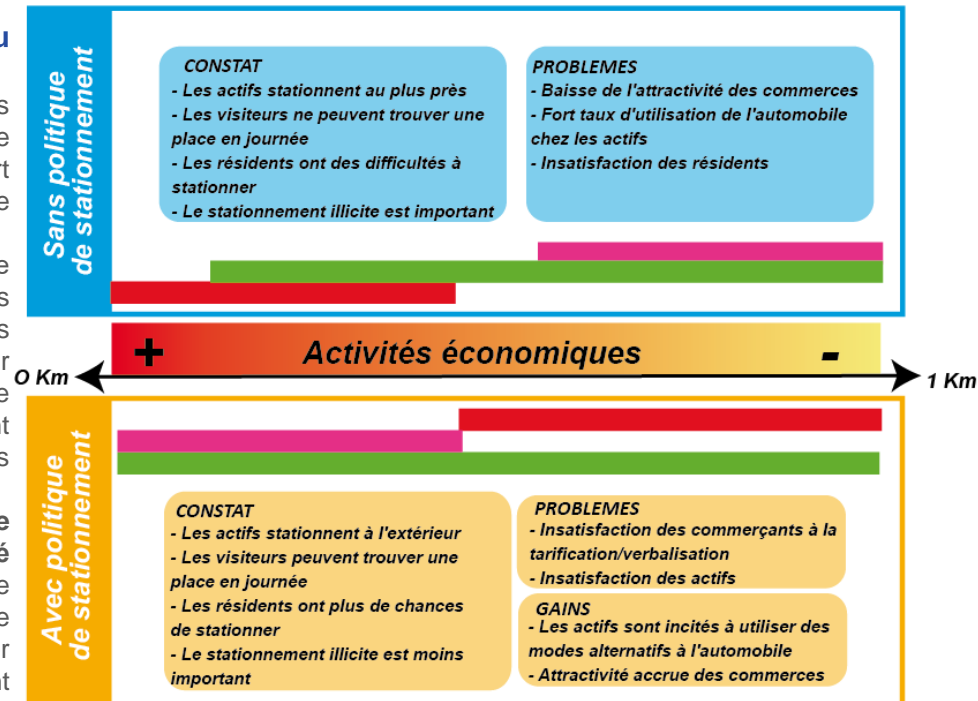 u
s
e
rt
e
e
s
s
r
e
nt
s
e
é
e
e
r
nt
Sans politique
de stationnement
CONSTAT
- Les actifs stationnent au plus près
- Les visiteurs ne peuvent trouver une
place en journée
- Les résidents ont des difficultés à
stationner
- Le stationnement illicite est important
PROBLEMES
- Baisse de l'attractivité des commerces
- Fort taux d'utilisation de l'automobile
chez les actifs
- Insatisfaction des résidents
+ Activités économiques -
O Km 1 Km
Avec politique
de stationnement
CONSTAT
- Les actifs stationnent à l'extérieur
- Les visiteurs peuvent trouver une
place en journée
- Les résidents ont plus de chances
de stationner
- Le stationnement illicite est moins
important
PROBLEMES
- Insatisfaction des commerçants à la
tarification/verbalisation
- Insatisfaction des actifs
GAINS
- Les actifs sont incités à utiliser des
modes alternatifs à l'automobile
- Attractivité accrue des commerces